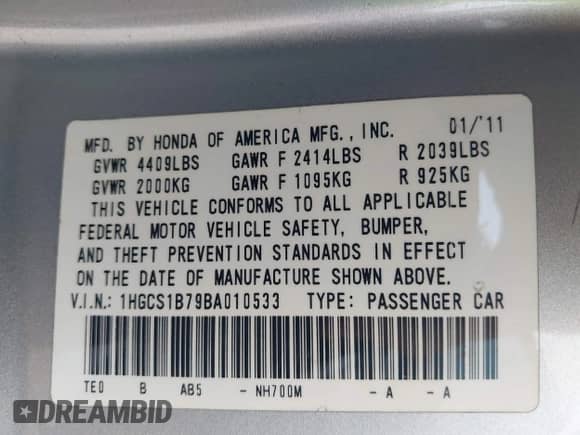 MFD. BY HONDA OF AMERICA MFG., INC. 01/'11
GVWR 4409LBS GAWR F 2414LBS R 2039LBS
GVWR 2000KG GAWR F 1095KG R 925KG
THIS VEHICLE CONFORMS TO ALL APPLICABLE
FEDERAL MOTOR VEHICLE SAFETY, BUMPER,
AND THEFT PREVENTION STANDARDS IN EFFECT
ON THE DATE OF MANUFACTURE SHOWN ABOVE.
V.I.N.: 1HGCS1B79BA010533 TYPE: PASSENGER CAR
TE0 B AB5 - NH700M - A - A
DREAMBID